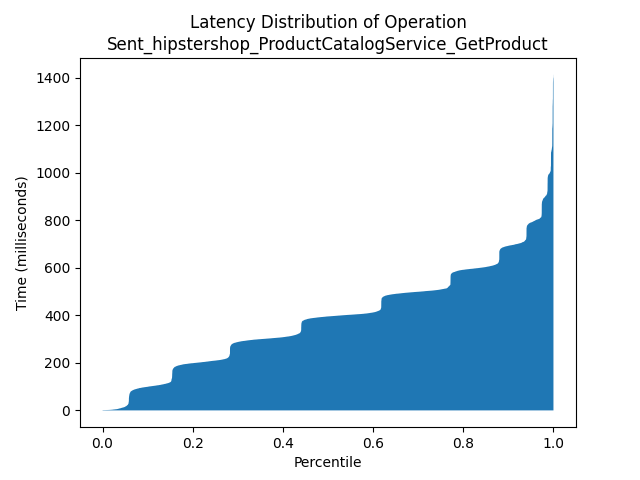 Latency Distribution of Operation
Sent_hipstershop_ProductCatalogService_GetProduct
1400
1200
1000
800
600
400
200
0
Time (milliseconds)
0.0 0.2 0.4 0.6 0.8 1.0
Percentile